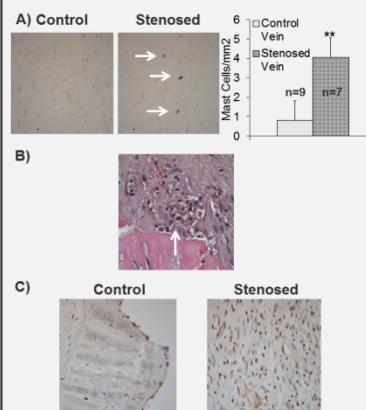 A) Control
Stenosed
Mast Cells/mm2
6
5
4
3
2
1
0
Control
Vein
Stenosed
Vein
**
n=9
n=7
B)
C)
Control
Stenosed